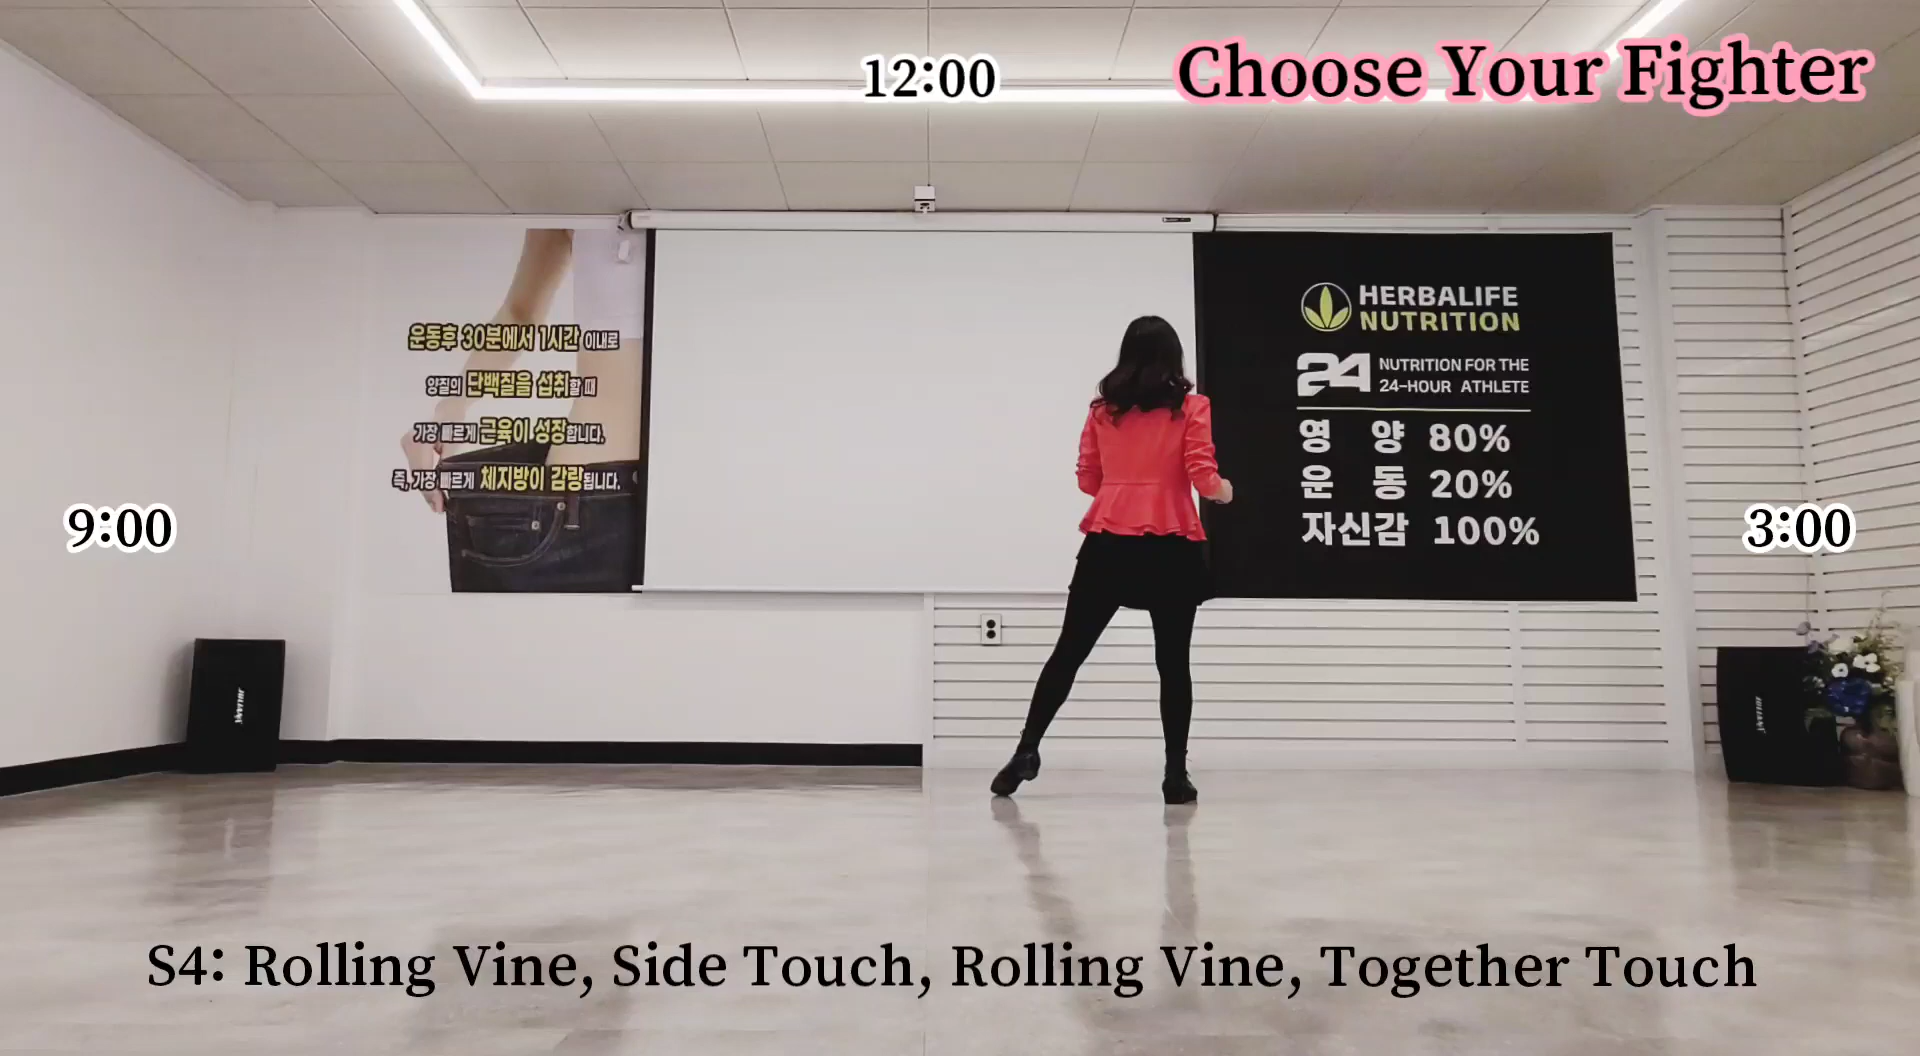 12:00
Choose Your Fighter
운동후 30분에서 1시간 이내로
양질의 단백질을 섭취할 때
가장 빠르게 근육이 성장합니다.
즉, 가장 빠르게 체지방이 감량됩니다.
HERBALIFE
NUTRITION
24 NUTRITION FOR THE
24-HOUR ATHLETE
영 양 80%
운 동 20%
자신감 100%
9:00
3:00
S4: Rolling Vine, Side Touch, Rolling Vine, Together Touch